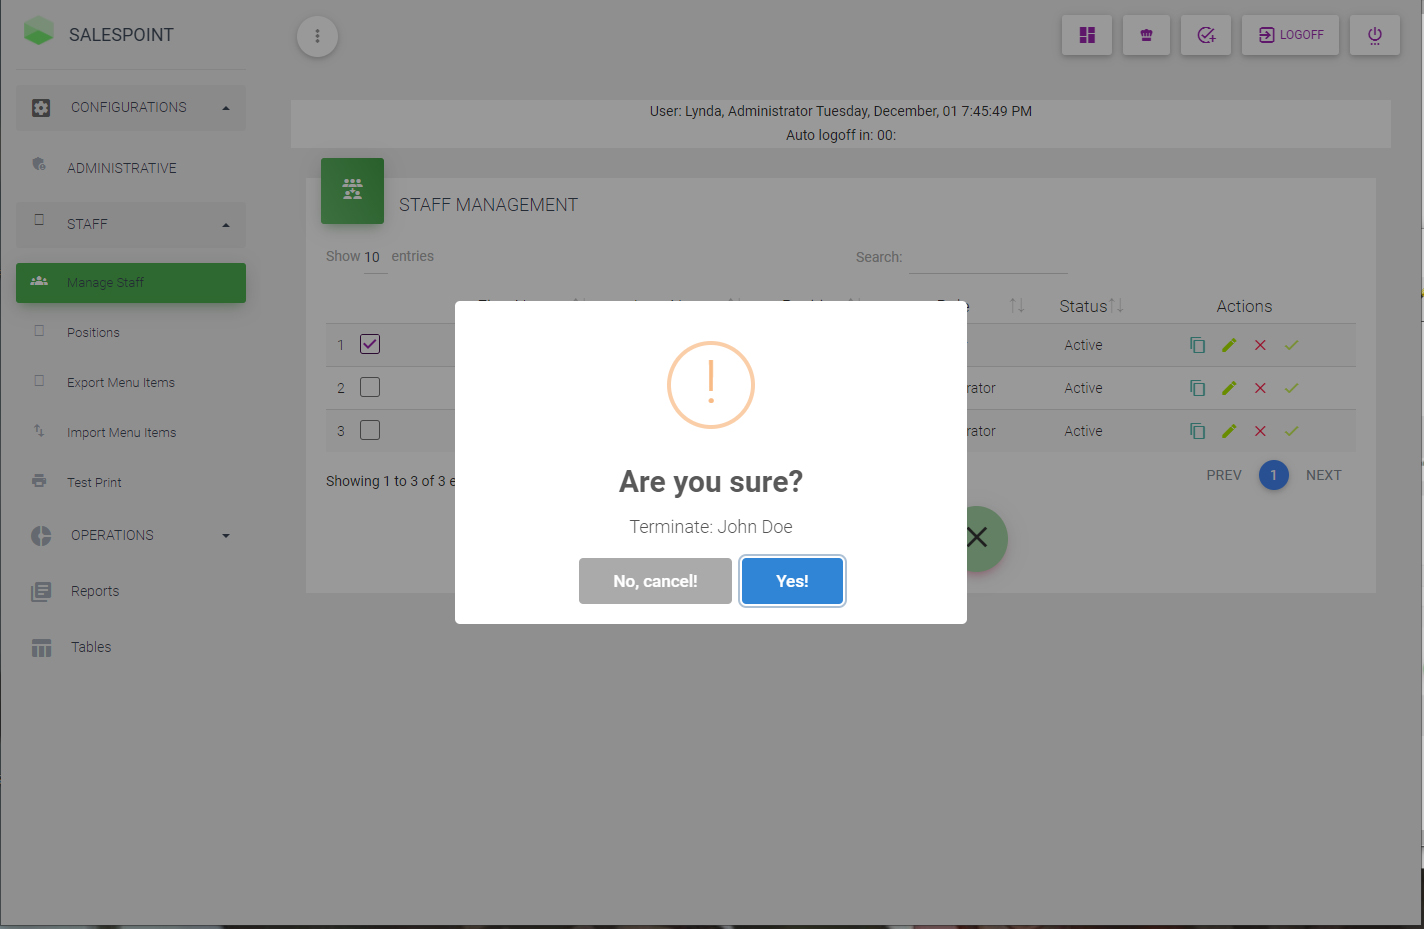 SALESPOINT
LOGOFF
CONFIGURATIONS
ADMINISTRATIVE
STAFF
Manage Staff
Positions
Export Menu Items
Import Menu Items
Test Print
OPERATIONS
Reports
Tables
User: Lynda, Administrator Tuesday, December, 01 7:45:49 PM
Auto logoff in: 00:
STAFF MANAGEMENT
Show 10 entries
Search:
Status Actions
1 Active
2 Active
3 Active
Showing 1 to 3 of 3
PREV 1 NEXT
Are you sure?
Terminate: John Doe
No, cancel! Yes!